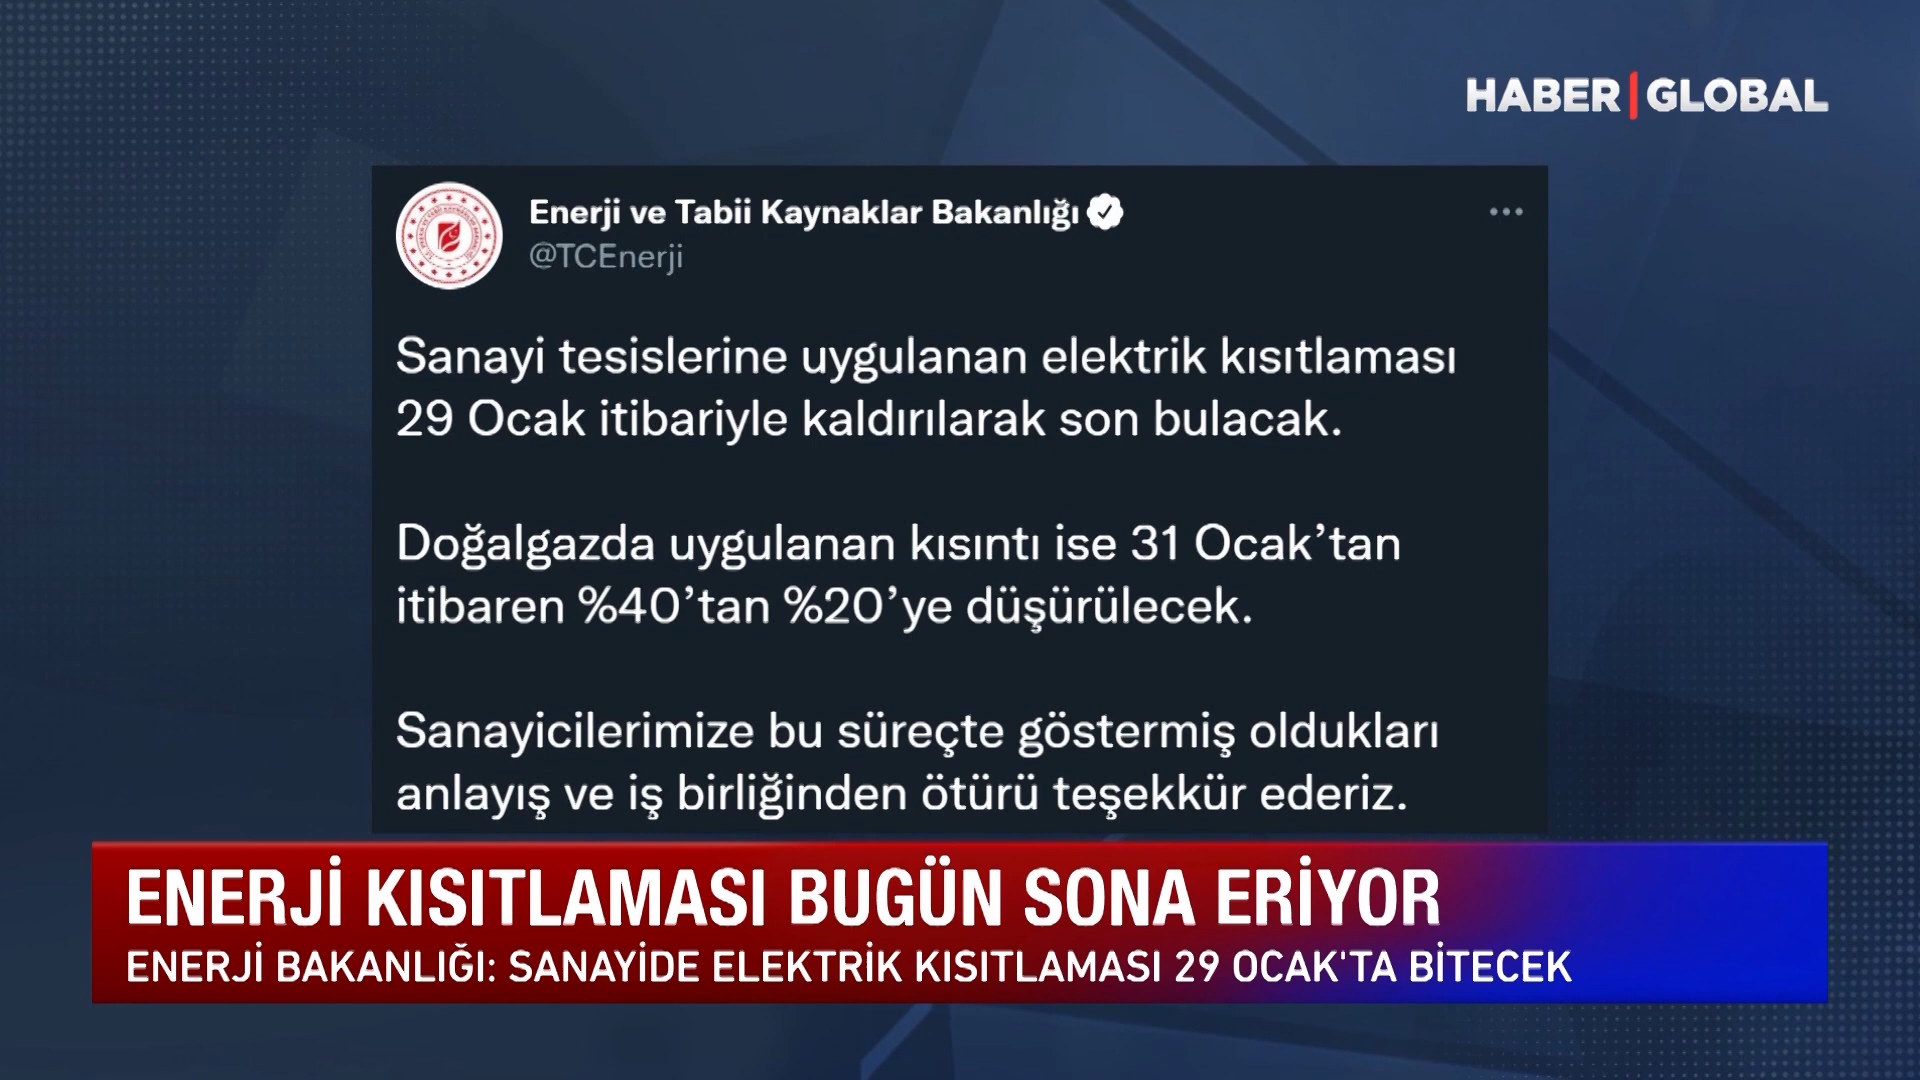 HABER GLOBAL
Enerji ve Tabii Kaynaklar Bakanlığı
@TCEnerji
Sanayi tesislerine uygulanan elektrik kısıtlaması
29 Ocak itibariyle kaldırılarak son bulacak.
Doğalgazda uygulanan kısıntı ise 31 Ocak’tan
itibaren %40’tan %20’ye düşürülecek.
Sanayicilerimize bu süreçte göstermiş oldukları
anlayış ve iş birliğinden ötürü teşekkür ederiz.
ENERJİ KISITLAMASI BUGÜN SONA ERİYOR
ENERJİ BAKANLIĞI: SANAYİDE ELEKTRİK KISITLAMASI 29 OCAK'TA BİTECEK